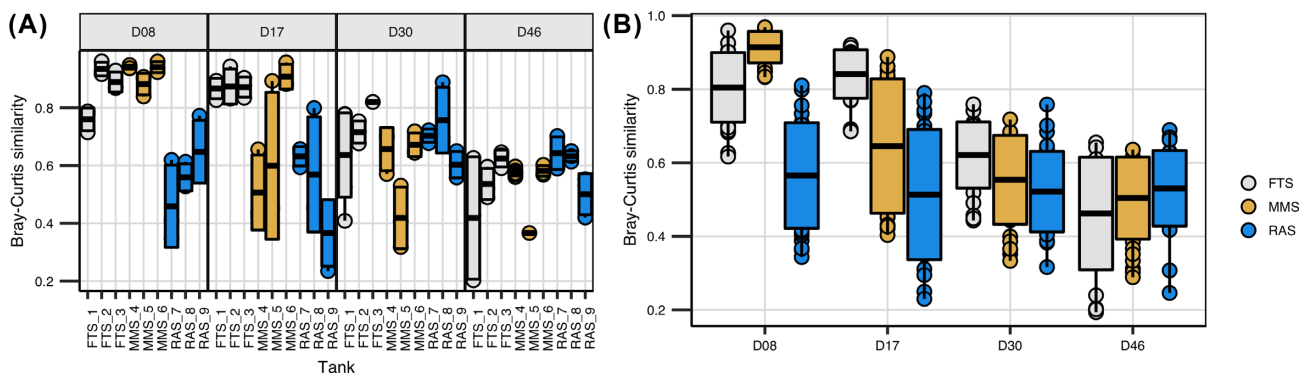 (A)
D08 D17 D30 D46
Bray-Curtis similarity
0.8
0.6
0.4
0.2
FTS_1 FTS_2 FTS_3 MMS_4 MMS_5 MMS_6 RAS_7 RAS_8 RAS_9 FTS_1 FTS_2 FTS_3 MMS_4 MMS_5 MMS_6 RAS_7 RAS_8 RAS_9 FTS_1 FTS_2 FTS_3 MMS_4 MMS_5 MMS_6 RAS_7 RAS_8 RAS_9 FTS_1 FTS_2 FTS_3 MMS_4 MMS_5 MMS_6 RAS_7 RAS_8 RAS_9
Tank
(B)
Bray-Curtis similarity
1.0
0.8
0.6
0.4
0.2
D08 D17 D30 D46
FTS
MMS
RAS